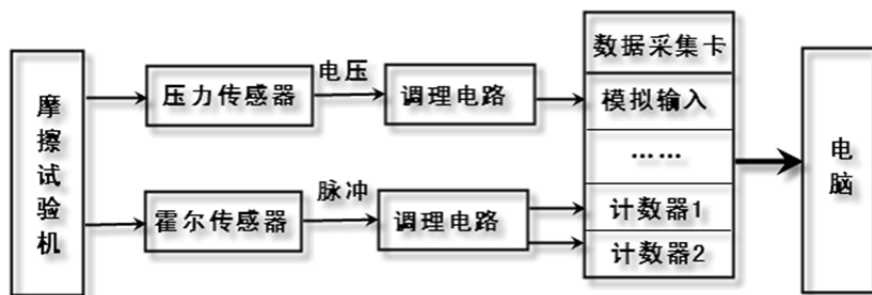 摩擦试验机
压力传感器
电压
调理电路
霍尔传感器
脉冲
调理电路
数据采集卡
模拟输入
……
计数器1
计数器2
电脑